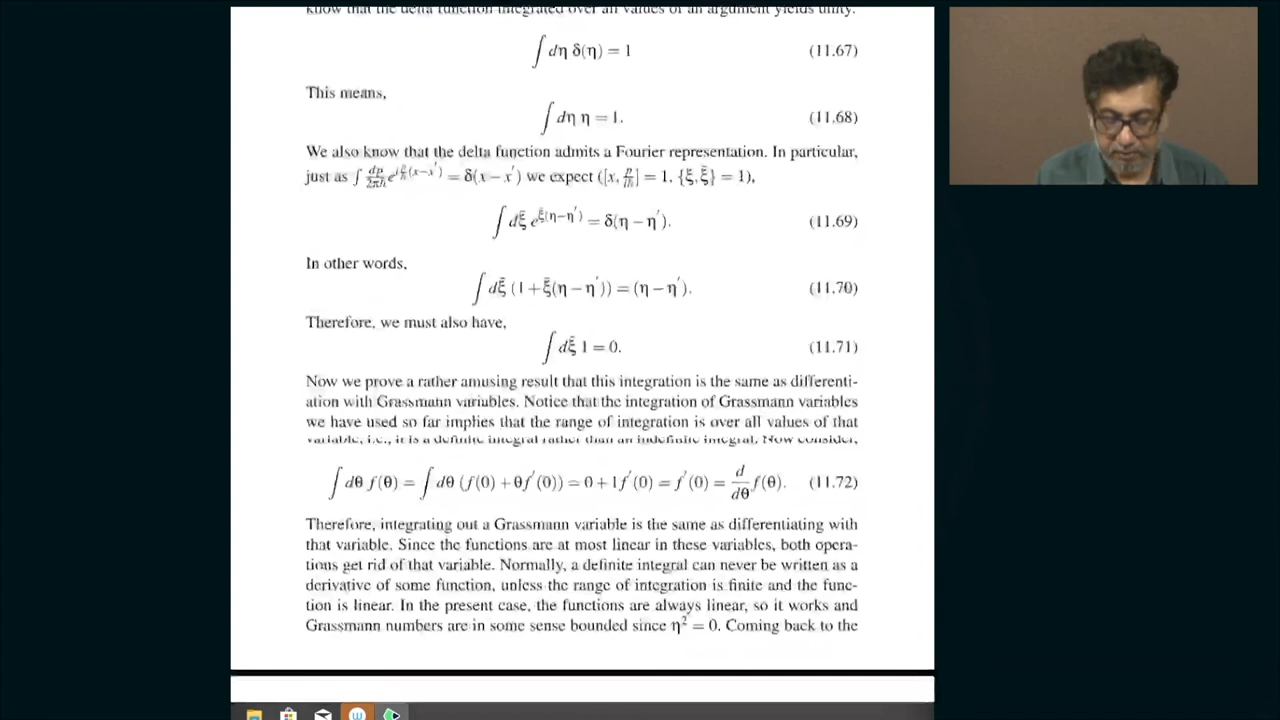 know that the delta function integrated over all values of an argument yields unity.
∫ dη δ(η) = 1 (11.67)
This means,
∫ dη η = 1. (11.68)
We also know that the delta function admits a Fourier representation. In particular,
just as ∫ dp/2πℏ e^{i p/ℏ (x−x′)} = δ(x−x′) we expect ([x, p/iℏ] = 1, {ξ, ξ̄} = 1),
∫ dξ̄ e^{ξ̄(η−η′)} = δ(η−η′). (11.69)
In other words,
∫ dξ̄ (1+ξ̄(η−η′)) = (η−η′). (11.70)
Therefore, we must also have,
∫ dξ̄ 1 = 0. (11.71)
Now we prove a rather amusing result that this integration is the same as differenti-
ation with Grassmann variables. Notice that the integration of Grassmann variables
we have used so far implies that the range of integration is over all values of that
variable, i.e., it is a definite integral rather than an indefinite integral. Now consider,
∫ dθ f(θ) = ∫ dθ (f(0)+θf′(0)) = 0+1f′(0) = f′(0) = d/dθ f(θ). (11.72)
Therefore, integrating out a Grassmann variable is the same as differentiating with
that variable. Since the functions are at most linear in these variables, both opera-
tions get rid of that variable. Normally, a definite integral can never be written as a
derivative of some function, unless the range of integration is finite and the func-
tion is linear. In the present case, the functions are always linear, so it works and
Grassmann numbers are in some sense bounded since η² = 0. Coming back to the